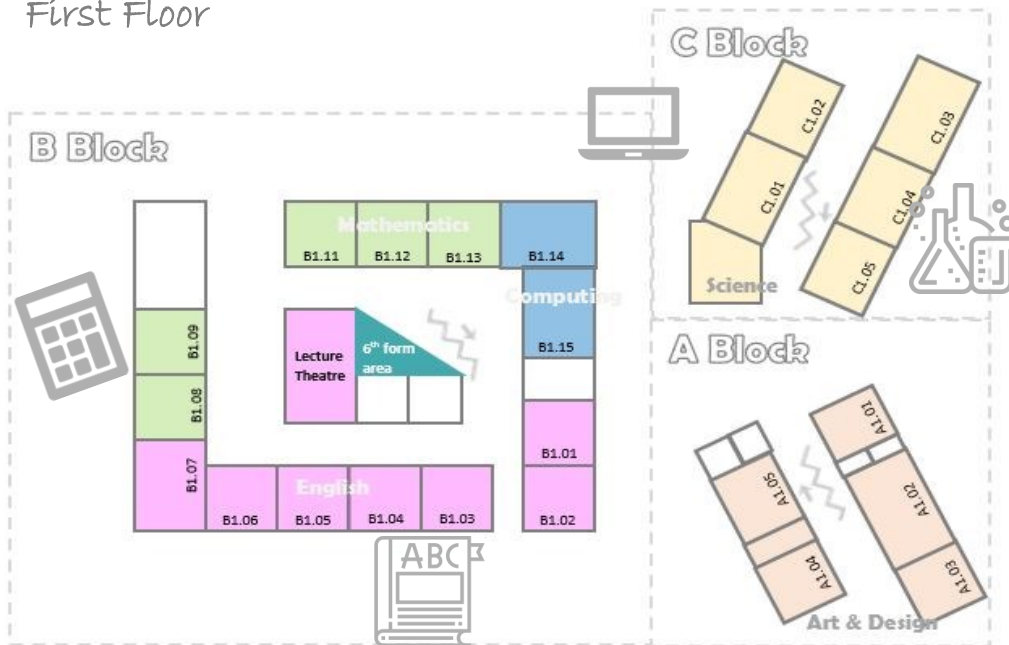 First Floor
C Block
C1.02
C1.03
C1.01
C1.04
C1.05
Science
B Block
Mathematics
B1.11
B1.12
B1.13
B1.14
Computing
B1.15
B1.09
B1.08
B1.07
Lecture
Theatre
6th form
area
B1.01
B1.02
English
B1.06
B1.05
B1.04
B1.03
ABC
A Block
A1.01
A1.05
A1.02
A1.04
A1.03
Art & Design